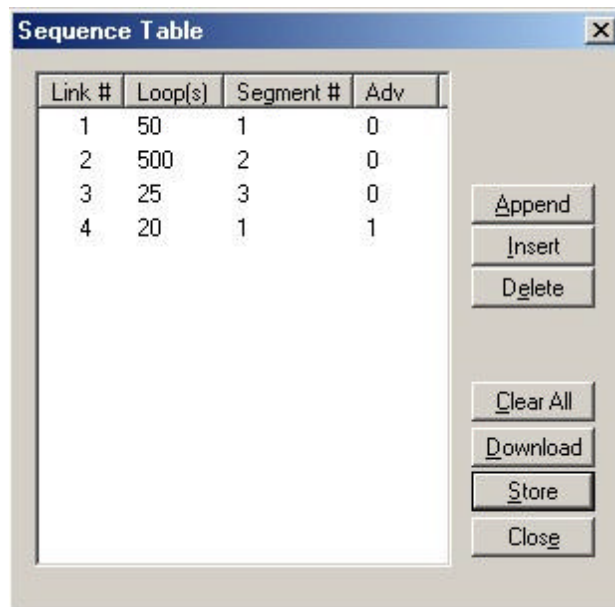 Sequence Table
Link # Loop(s) Segment # Adv
1 50 1 0
2 500 2 0
3 25 3 0
4 20 1 1
Append
Insert
Delete
Clear All
Download
Store
Close